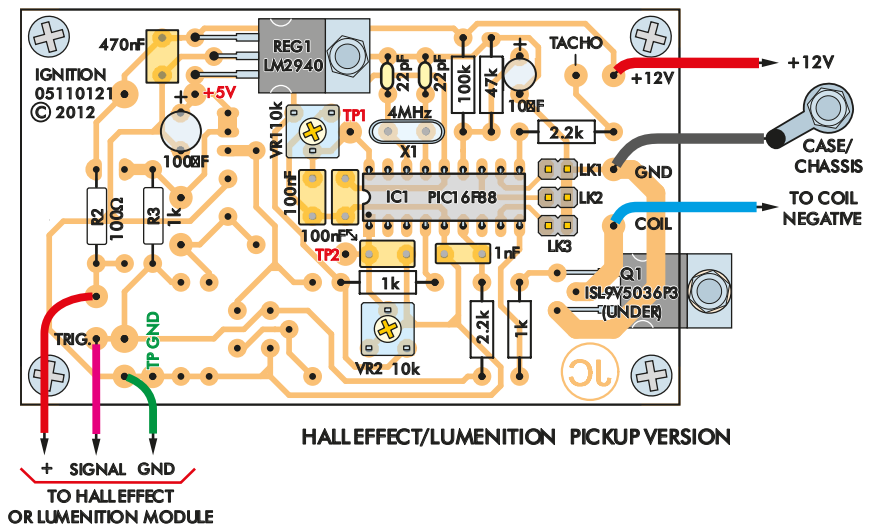 470nF
REG1
LM2940
IGNITION
05110121
© 2012
+5V
100µF
VR1 10k
TP1
22pF
22pF
4MHz
X1
100k
47k
10µF
TACHO
+12V
+12V
2.2k
CASE/
CHASSIS
GND
LK1
LK2
LK3
TO COIL
NEGATIVE
COIL
R2
100Ω
R3
1k
100nF
100nF
IC1 PIC16F88
TP2
1nF
1k
VR2 10k
2.2k
1k
Q1
ISL9V5036P3
(UNDER)
TRIG.
TP GND
JC
HALL EFFECT/LUMENITION PICKUP VERSION
+ SIGNAL GND
TO HALL EFFECT
OR LUMENITION MODULE